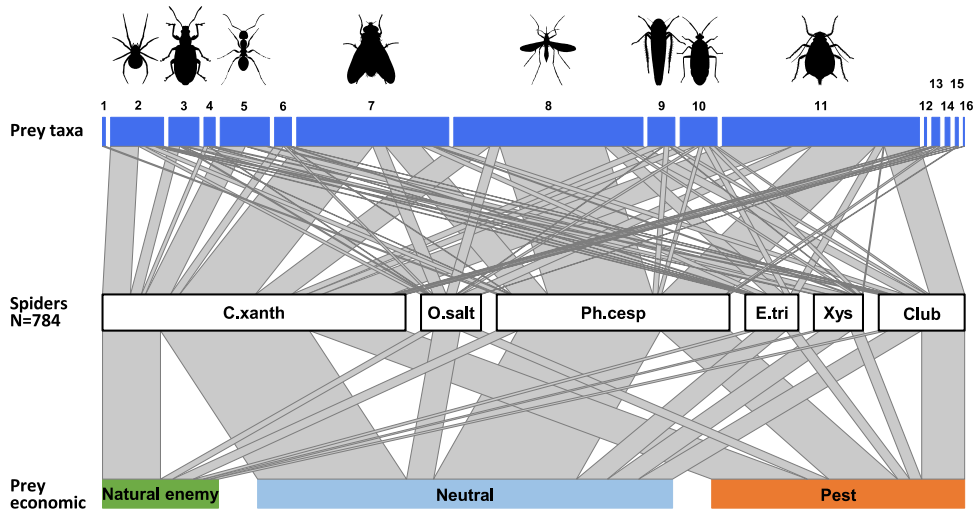 13 15
1 2 3 4 5 6 7 8 9 10 11 12 14 16
Prey taxa
Spiders
N=784
C.xanth O.salt Ph.cesp E.tri Xys Club
Prey
economic
Natural enemy Neutral Pest